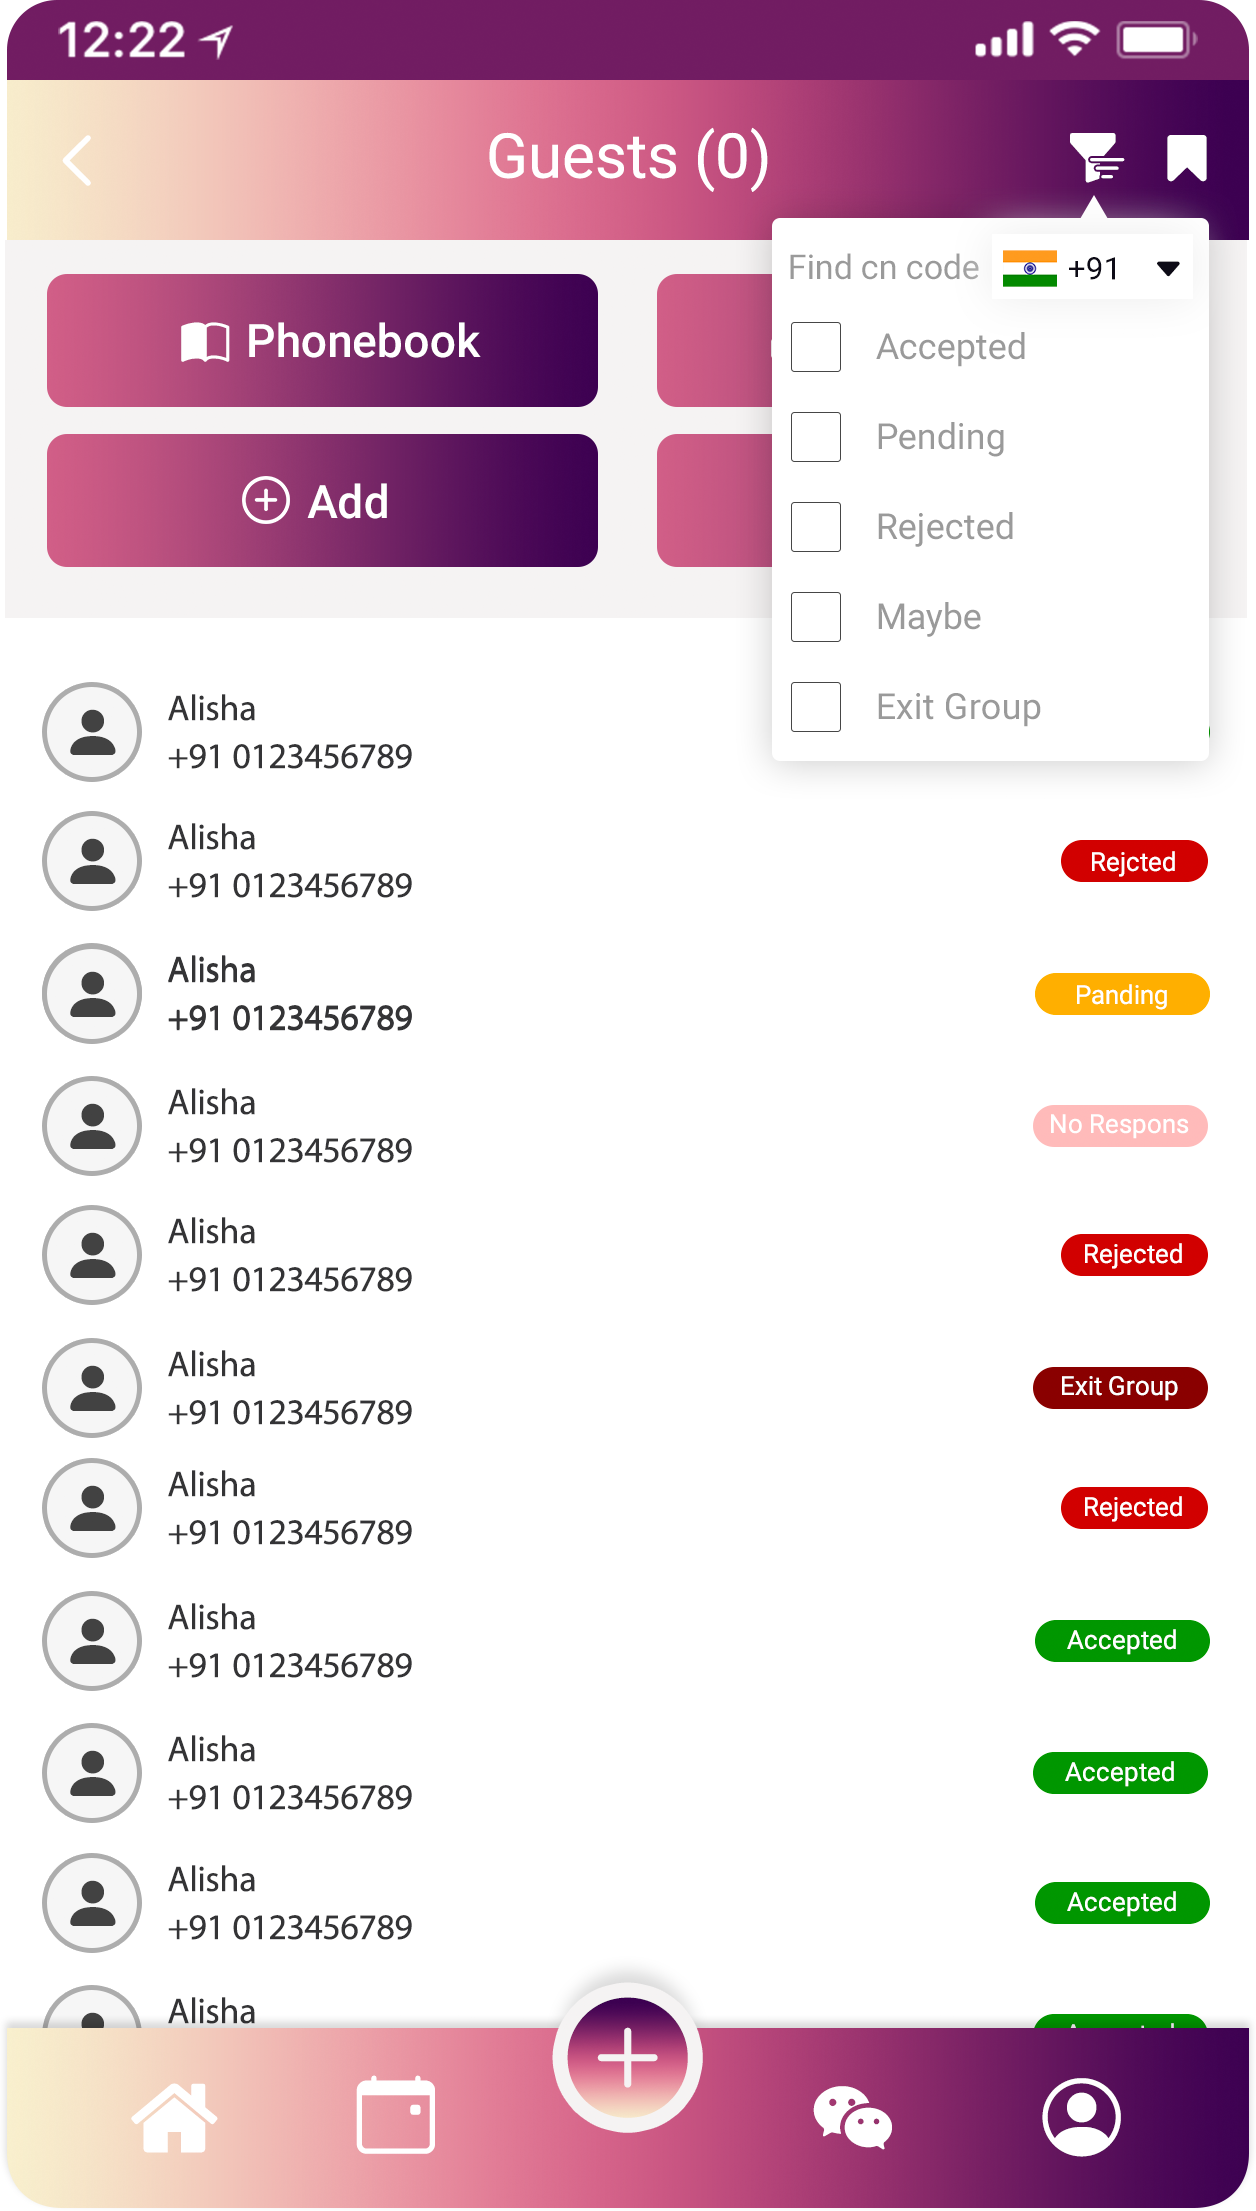 12:22
Guests (0)
Find cn code +91
Phonebook
Accepted
Pending
Add
Rejected
Maybe
Exit Group
Alisha
+91 0123456789
Alisha
+91 0123456789
Rejcted
Alisha
+91 0123456789
Panding
Alisha
+91 0123456789
No Respons
Alisha
+91 0123456789
Rejected
Alisha
+91 0123456789
Exit Group
Alisha
+91 0123456789
Rejected
Alisha
+91 0123456789
Accepted
Alisha
+91 0123456789
Accepted
Alisha
+91 0123456789
Accepted
Alisha